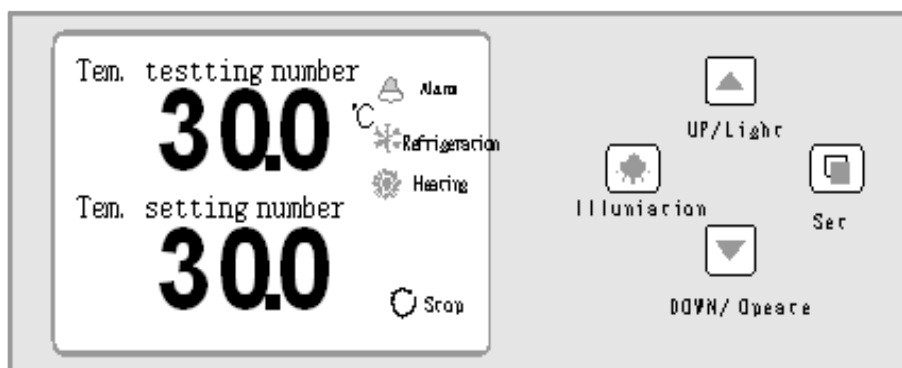 Tem. testting number
30.0 ℃
Alarm
Refrigeration
Heating
Tem. setting number
30.0
Stop
UP/Light
Illuniation
Set
DOWN/ Opeate